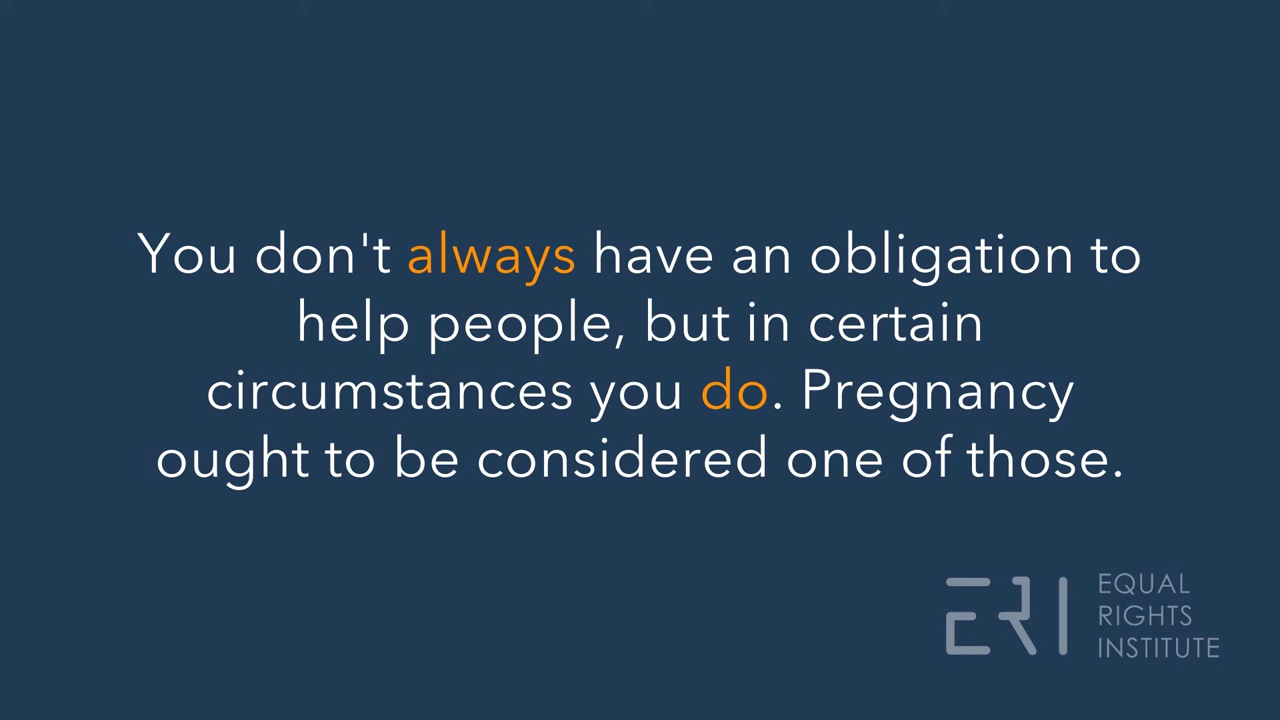 You don't always have an obligation to
help people, but in certain
circumstances you do. Pregnancy
ought to be considered one of those.
ERI
EQUAL
RIGHTS
INSTITUTE